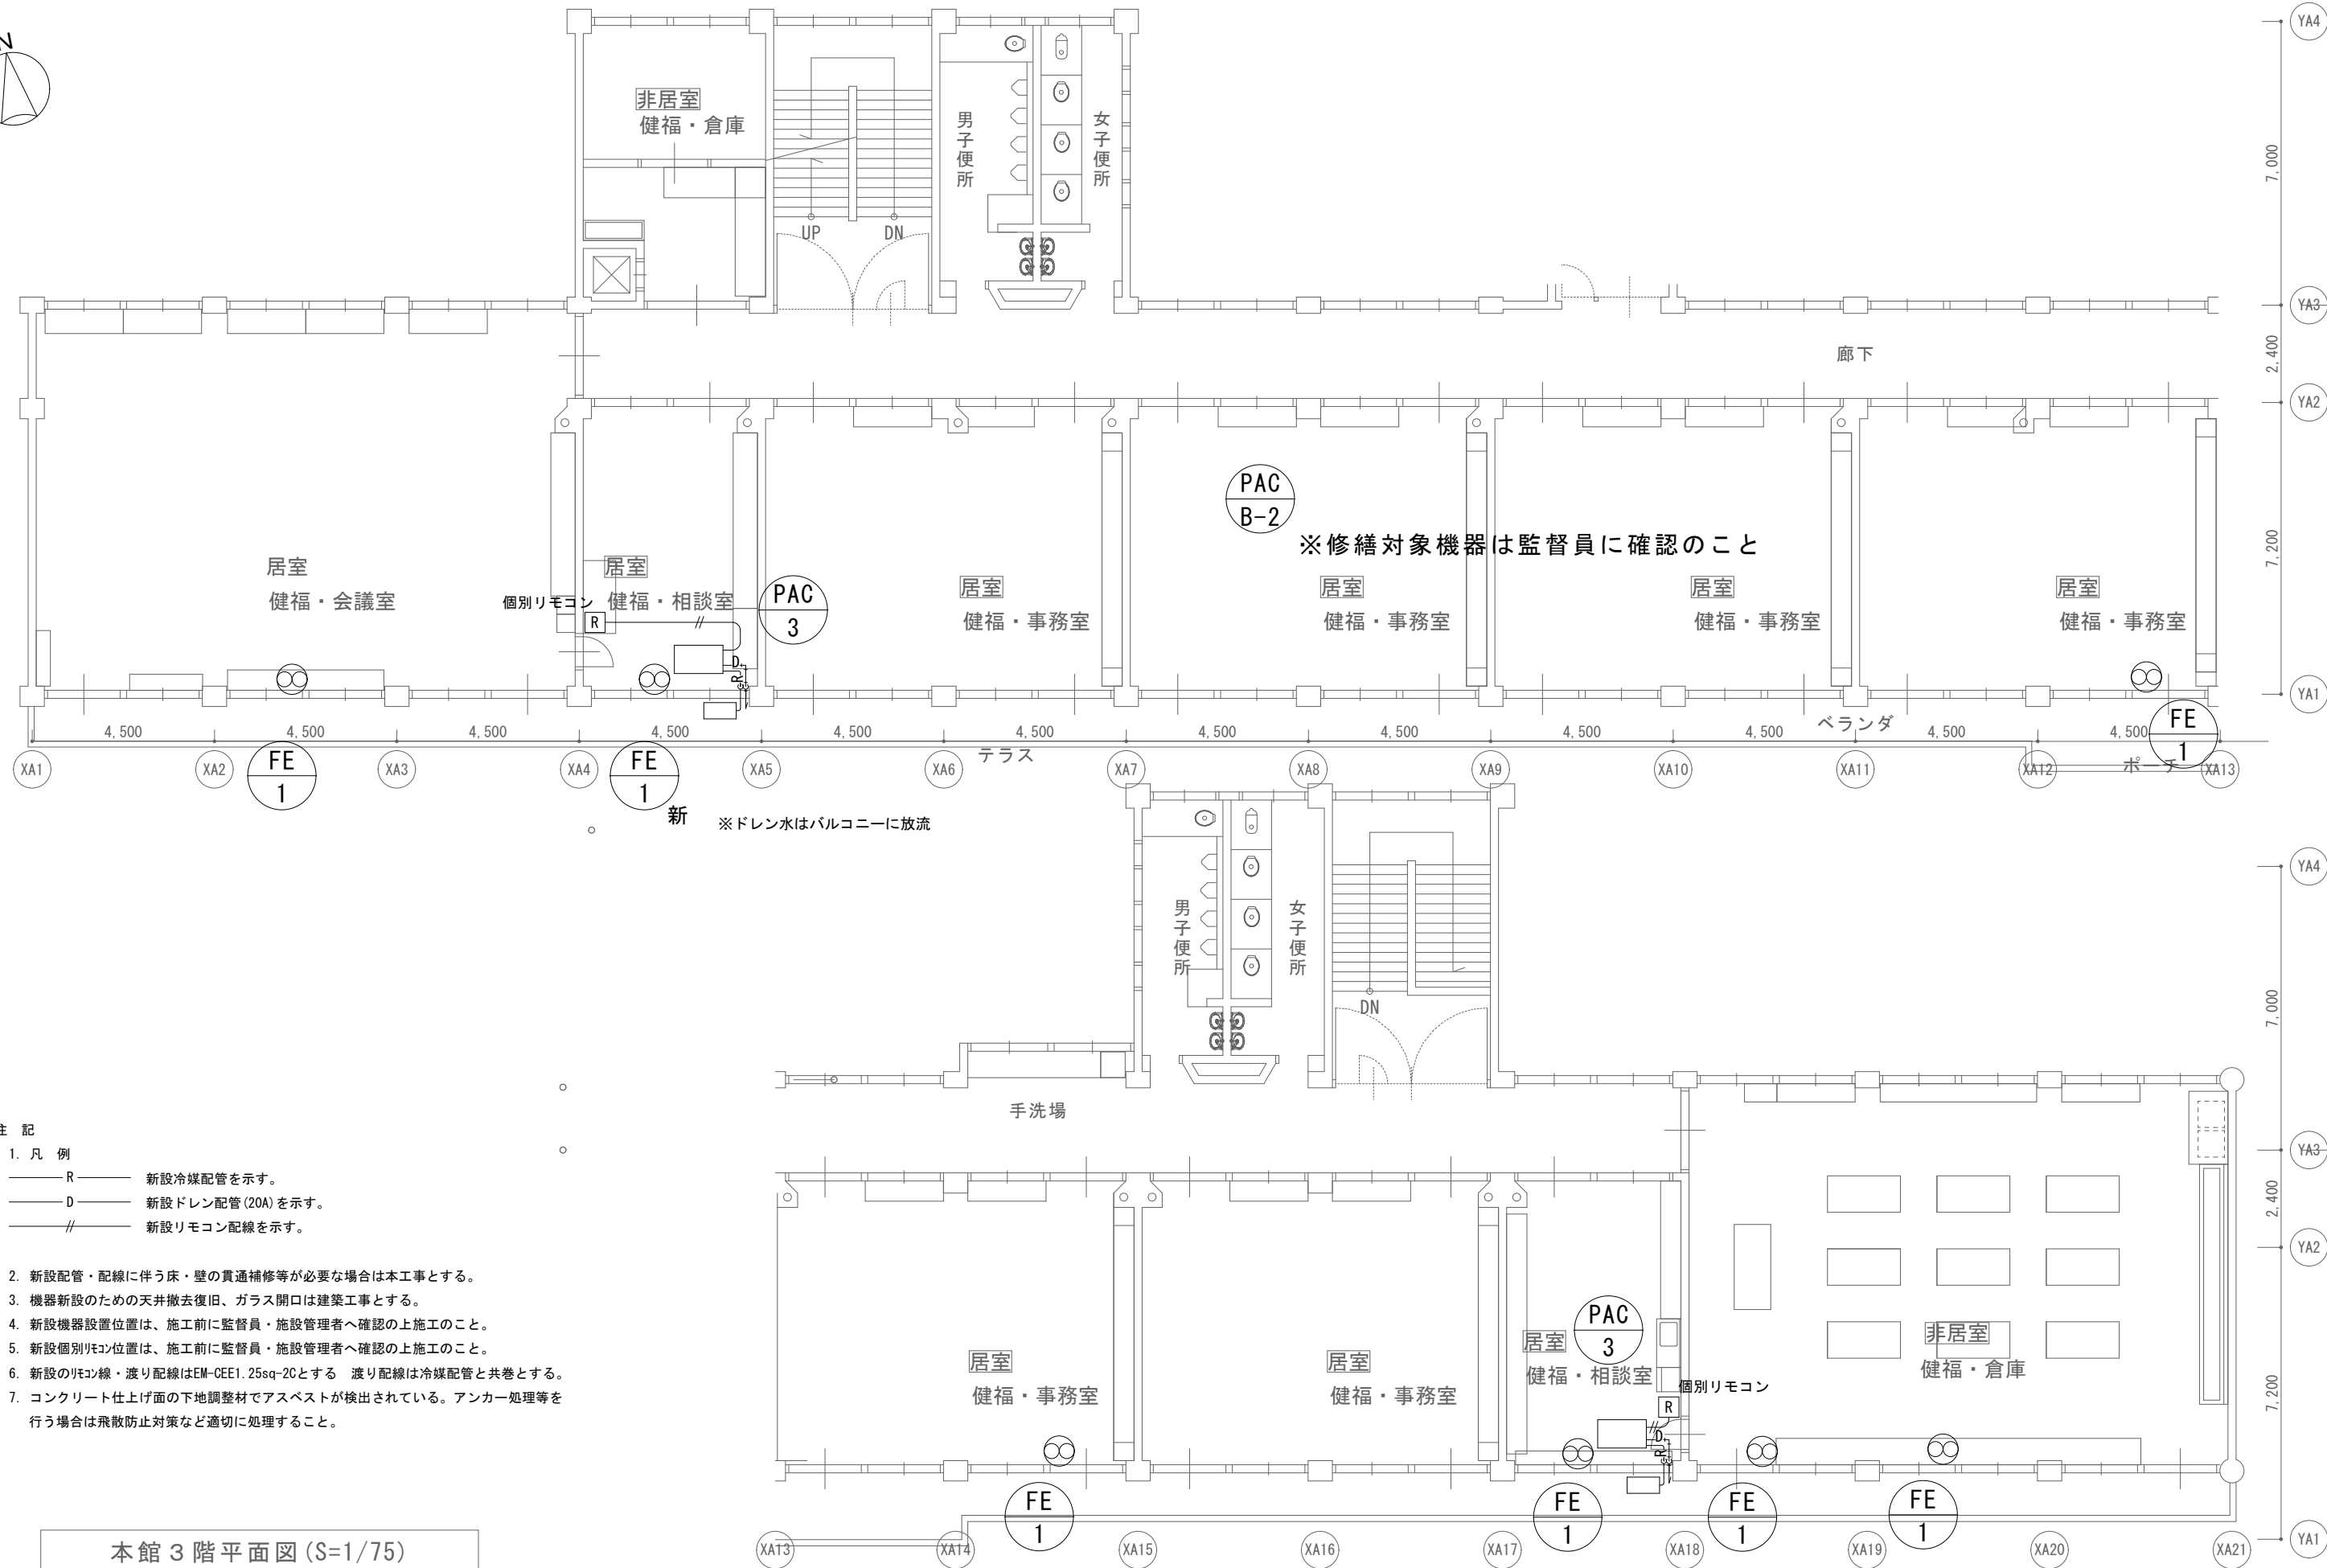 N
YA4
非居室
健福・倉庫
男子便所
女子便所
7,000
UP
DN
YA3
廊下
2,400
YA2
PAC
B-2
※修繕対象機器は監督員に確認のこと
7,200
居室
健福・会議室
個別リモコン
居室
健福・相談室
R
PAC
3
D
R
居室
健福・事務室
居室
健福・事務室
居室
健福・事務室
居室
健福・事務室
YA1
4,500
4,500
4,500
4,500
4,500
4,500
4,500
4,500
4,500
4,500
4,500
4,500
テラス
ベランダ
ポーチ
XA1
XA2
XA3
XA4
XA5
XA6
XA7
XA8
XA9
XA10
XA11
XA12
XA13
FE
1
FE
1
FE
1
新
※ドレン水はバルコニーに放流
YA4
男子便所
女子便所
7,000
DN
手洗場
YA3
2,400
YA2
7,200
居室
健福・事務室
居室
健福・事務室
居室
健福・相談室
PAC
3
個別リモコン
R
D
R
非居室
健福・倉庫
FE
1
FE
1
FE
1
FE
1
YA1
XA13
XA14
XA15
XA16
XA17
XA18
XA19
XA20
XA21
注 記
1. 凡 例
R 新設冷媒配管を示す。
D 新設ドレン配管(20A)を示す。
// 新設リモコン配線を示す。
2. 新設配管・配線に伴う床・壁の貫通補修等が必要な場合は本工事とする。
3. 機器新設のための天井撤去復旧、ガラス開口は建築工事とする。
4. 新設機器設置位置は、施工前に監督員・施設管理者へ確認の上施工のこと。
5. 新設個別ﾘﾓｺﾝ位置は、施工前に監督員・施設管理者へ確認の上施工のこと。
6. 新設のﾘﾓｺﾝ線・渡り配線はEM-CEE1.25sq-2Cとする 渡り配線は冷媒配管と共巻とする。
7. コンクリート仕上げ面の下地調整材でアスベストが検出されている。アンカー処理等を
行う場合は飛散防止対策など適切に処理すること。
本館３階平面図(S=1/75)